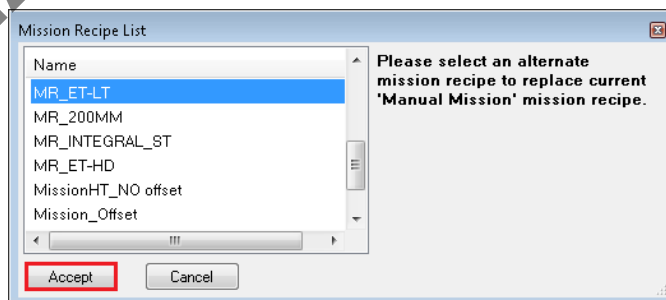 Mission Recipe List
Name
MR_ET-LT
MR_200MM
MR_INTEGRAL_ST
MR_ET-HD
MissionHT_NO offset
Mission_Offset
Please select an alternate
mission recipe to replace current
'Manual Mission' mission recipe.
Accept
Cancel